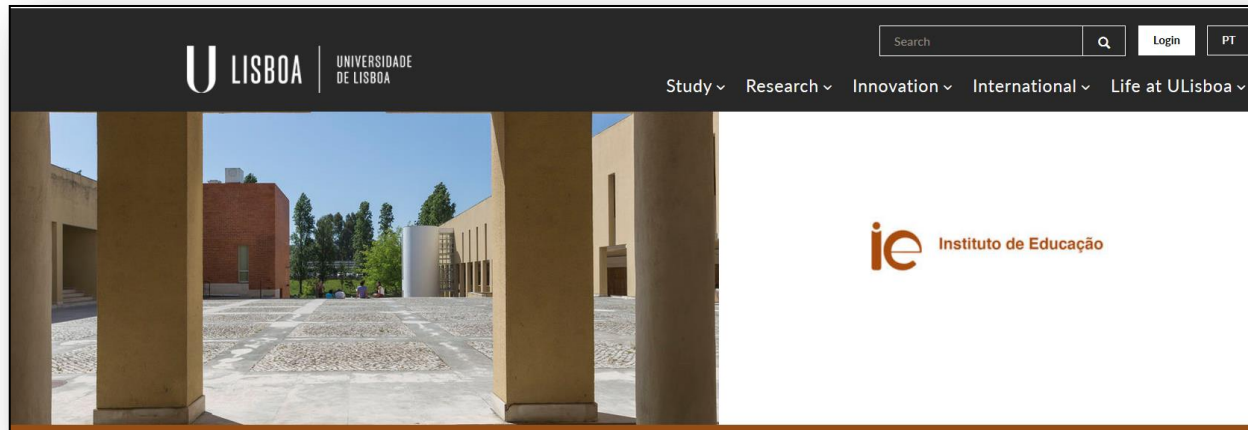 Search
Login
PT
U LISBOA
UNIVERSIDADE
DE LISBOA
Study
Research
Innovation
International
Life at ULisboa
ie Instituto de Educação